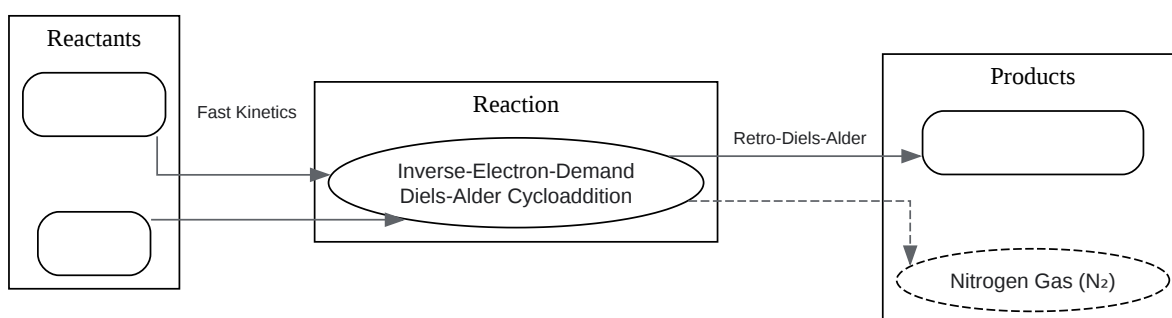 Reactants
Fast Kinetics
Reaction
Inverse-Electron-Demand
Diels-Alder Cycloaddition
Retro-Diels-Alder
Products
Nitrogen Gas (N₂)